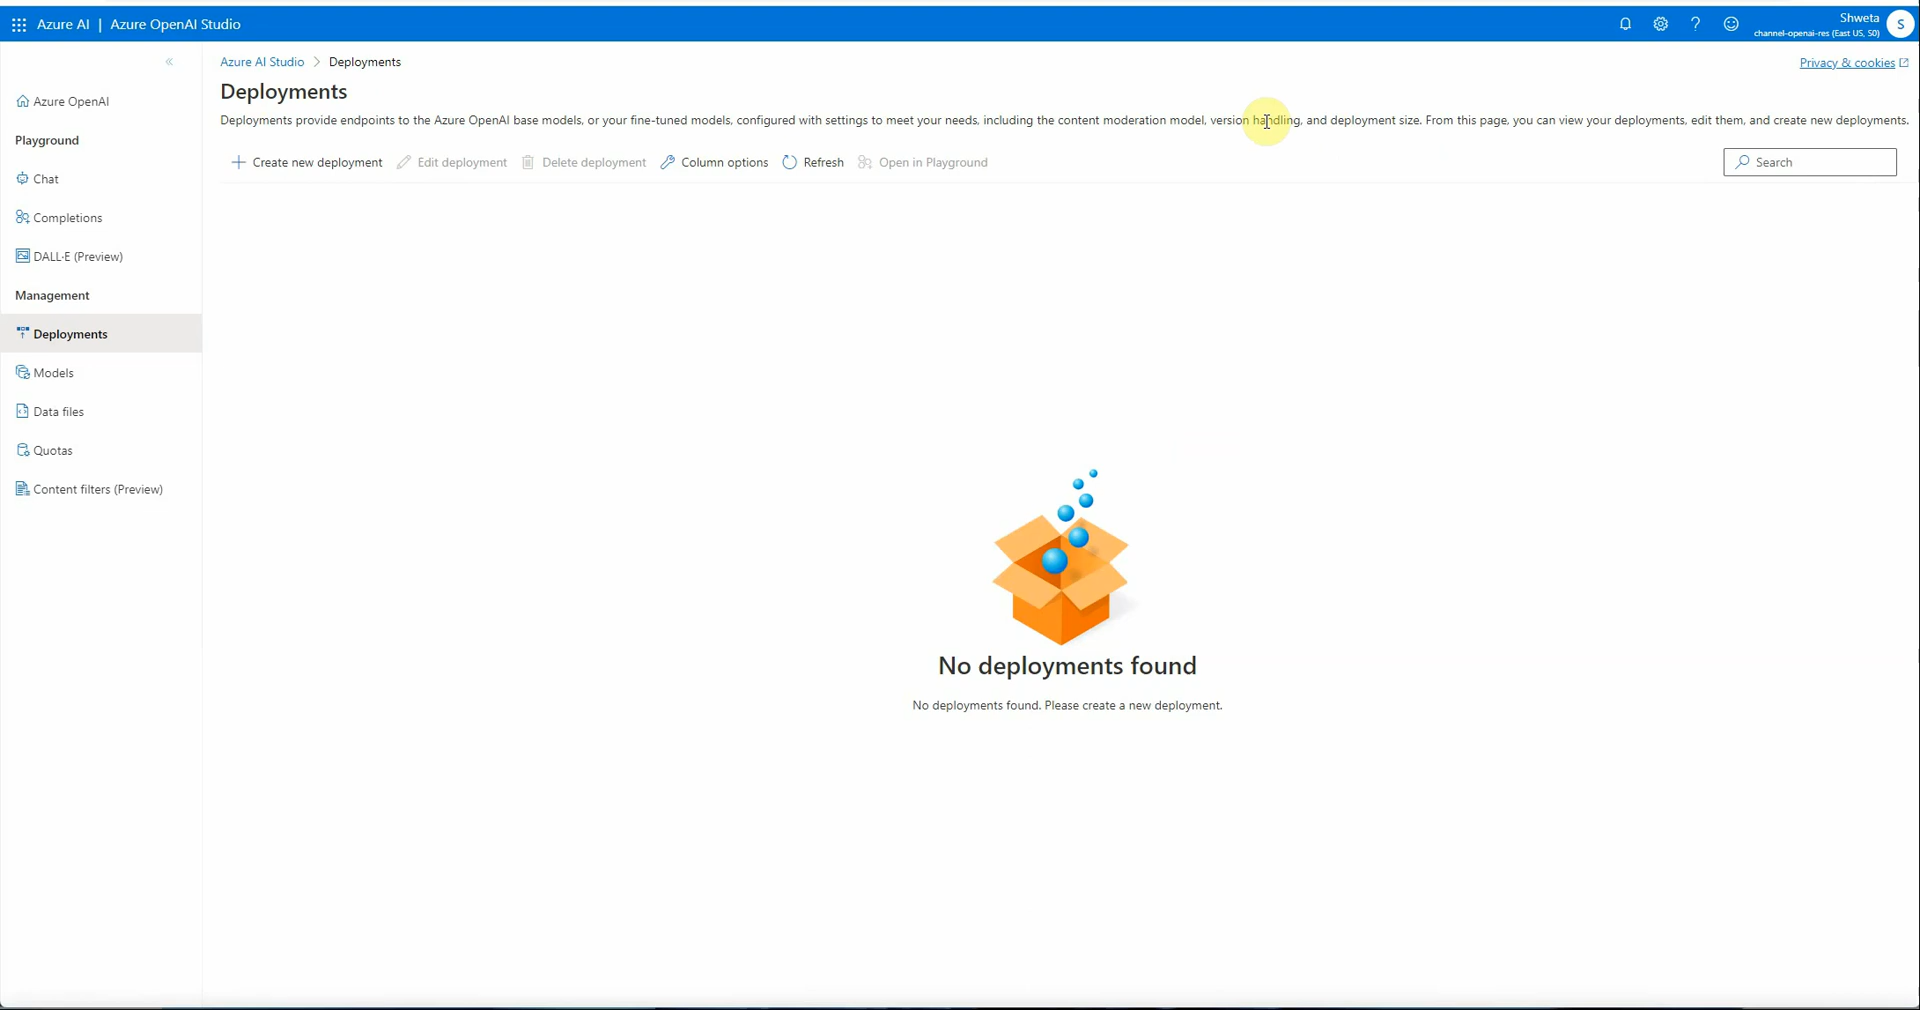 Azure AI | Azure OpenAI Studio
Shweta
channel-openai-res (East US, S0)
S
Azure AI Studio > Deployments
Privacy & cookies
Deployments
Deployments provide endpoints to the Azure OpenAI base models, or your fine-tuned models, configured with settings to meet your needs, including the content moderation model, version handling, and deployment size. From this page, you can view your deployments, edit them, and create new deployments.
Create new deployment Edit deployment Delete deployment Column options Refresh Open in Playground
Search
Azure OpenAI
Playground
Chat
Completions
DALL·E (Preview)
Management
Deployments
Models
Data files
Quotas
Content filters (Preview)
No deployments found
No deployments found. Please create a new deployment.